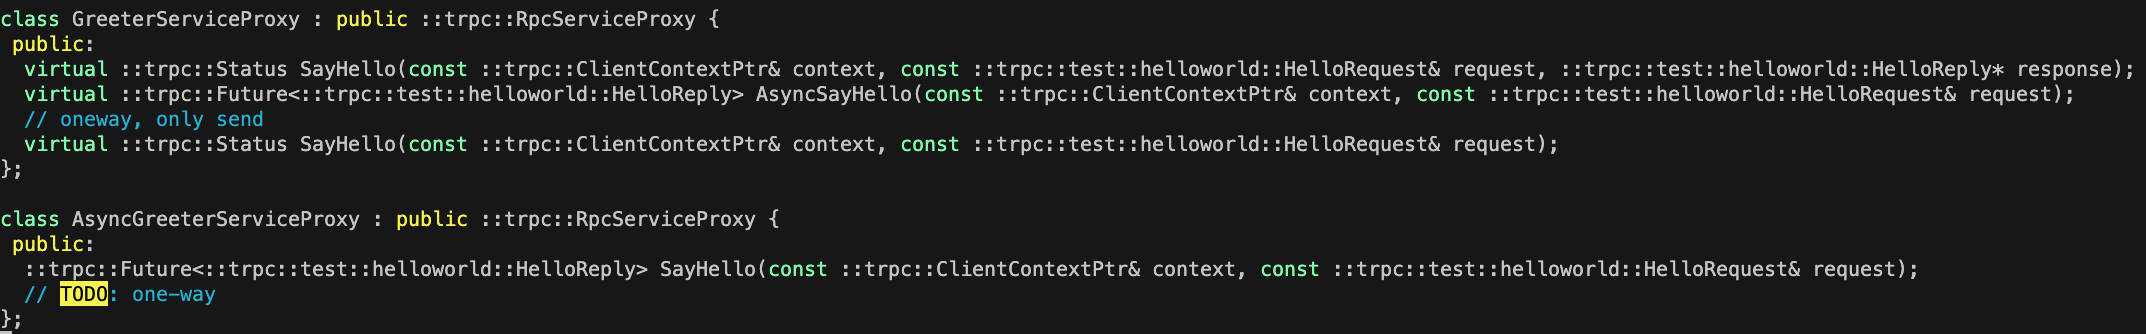 class GreeterServiceProxy : public ::trpc::RpcServiceProxy {
 public:
  virtual ::trpc::Status SayHello(const ::trpc::ClientContextPtr& context, const ::trpc::test::helloworld::HelloRequest& request, ::trpc::test::helloworld::HelloReply* response);
  virtual ::trpc::Future<::trpc::test::helloworld::HelloReply> AsyncSayHello(const ::trpc::ClientContextPtr& context, const ::trpc::test::helloworld::HelloRequest& request);
  // oneway, only send
  virtual ::trpc::Status SayHello(const ::trpc::ClientContextPtr& context, const ::trpc::test::helloworld::HelloRequest& request);
};

class AsyncGreeterServiceProxy : public ::trpc::RpcServiceProxy {
 public:
  ::trpc::Future<::trpc::test::helloworld::HelloReply> SayHello(const ::trpc::ClientContextPtr& context, const ::trpc::test::helloworld::HelloRequest& request);
  // TODO: one-way
};